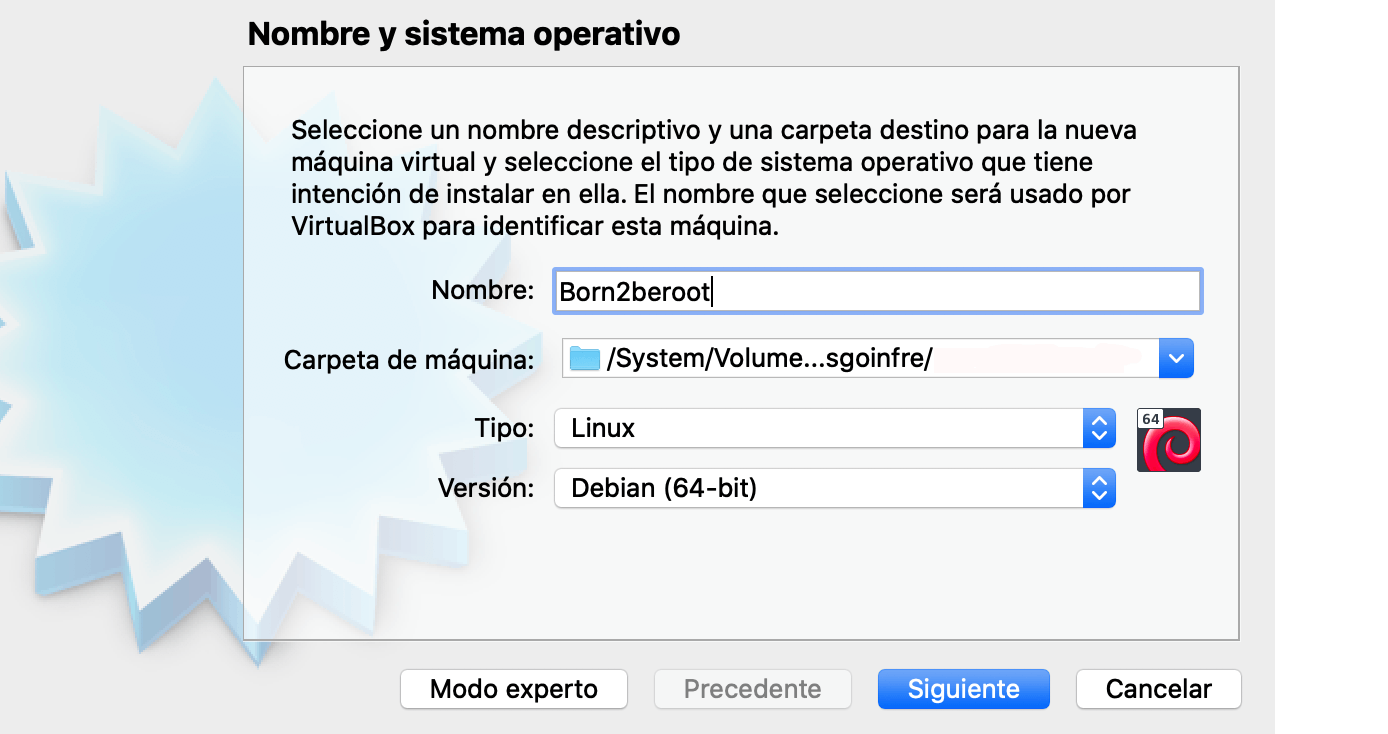 Nombre y sistema operativo
Seleccione un nombre descriptivo y una carpeta destino para la nueva
máquina virtual y seleccione el tipo de sistema operativo que tiene
intención de instalar en ella. El nombre que seleccione será usado por
VirtualBox para identificar esta máquina.
Nombre: Born2beroot
Carpeta de máquina: /System/Volume...sgoinfre/
Tipo: Linux
64
Versión: Debian (64-bit)
Modo experto Precedente Siguiente Cancelar